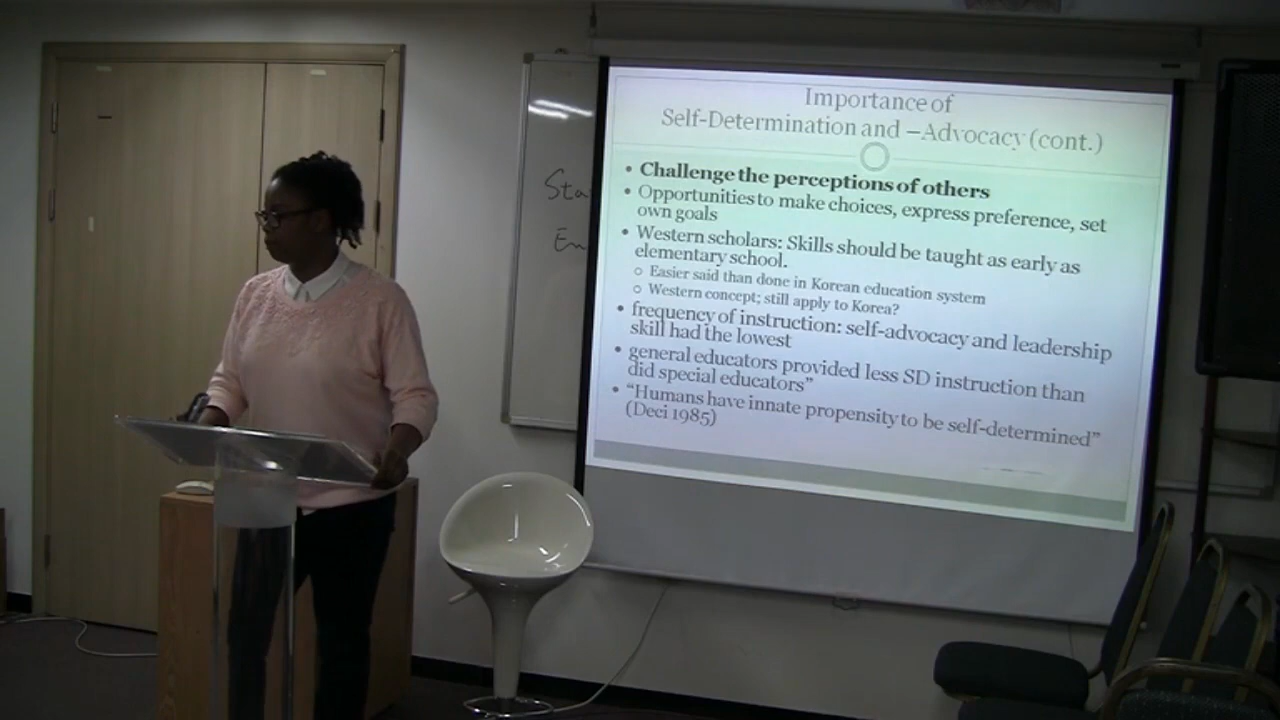 Importance of
Self-Determination and –Advocacy (cont.)
• Challenge the perceptions of others
• Opportunities to make choices, express preference, set
own goals
• Western scholars: Skills should be taught as early as
elementary school.
○ Easier said than done in Korean education system
○ Western concept; still apply to Korea?
• frequency of instruction: self-advocacy and leadership
skill had the lowest
• general educators provided less SD instruction than
did special educators”
• “Humans have innate propensity to be self-determined”
(Deci 1985)
Sta
En